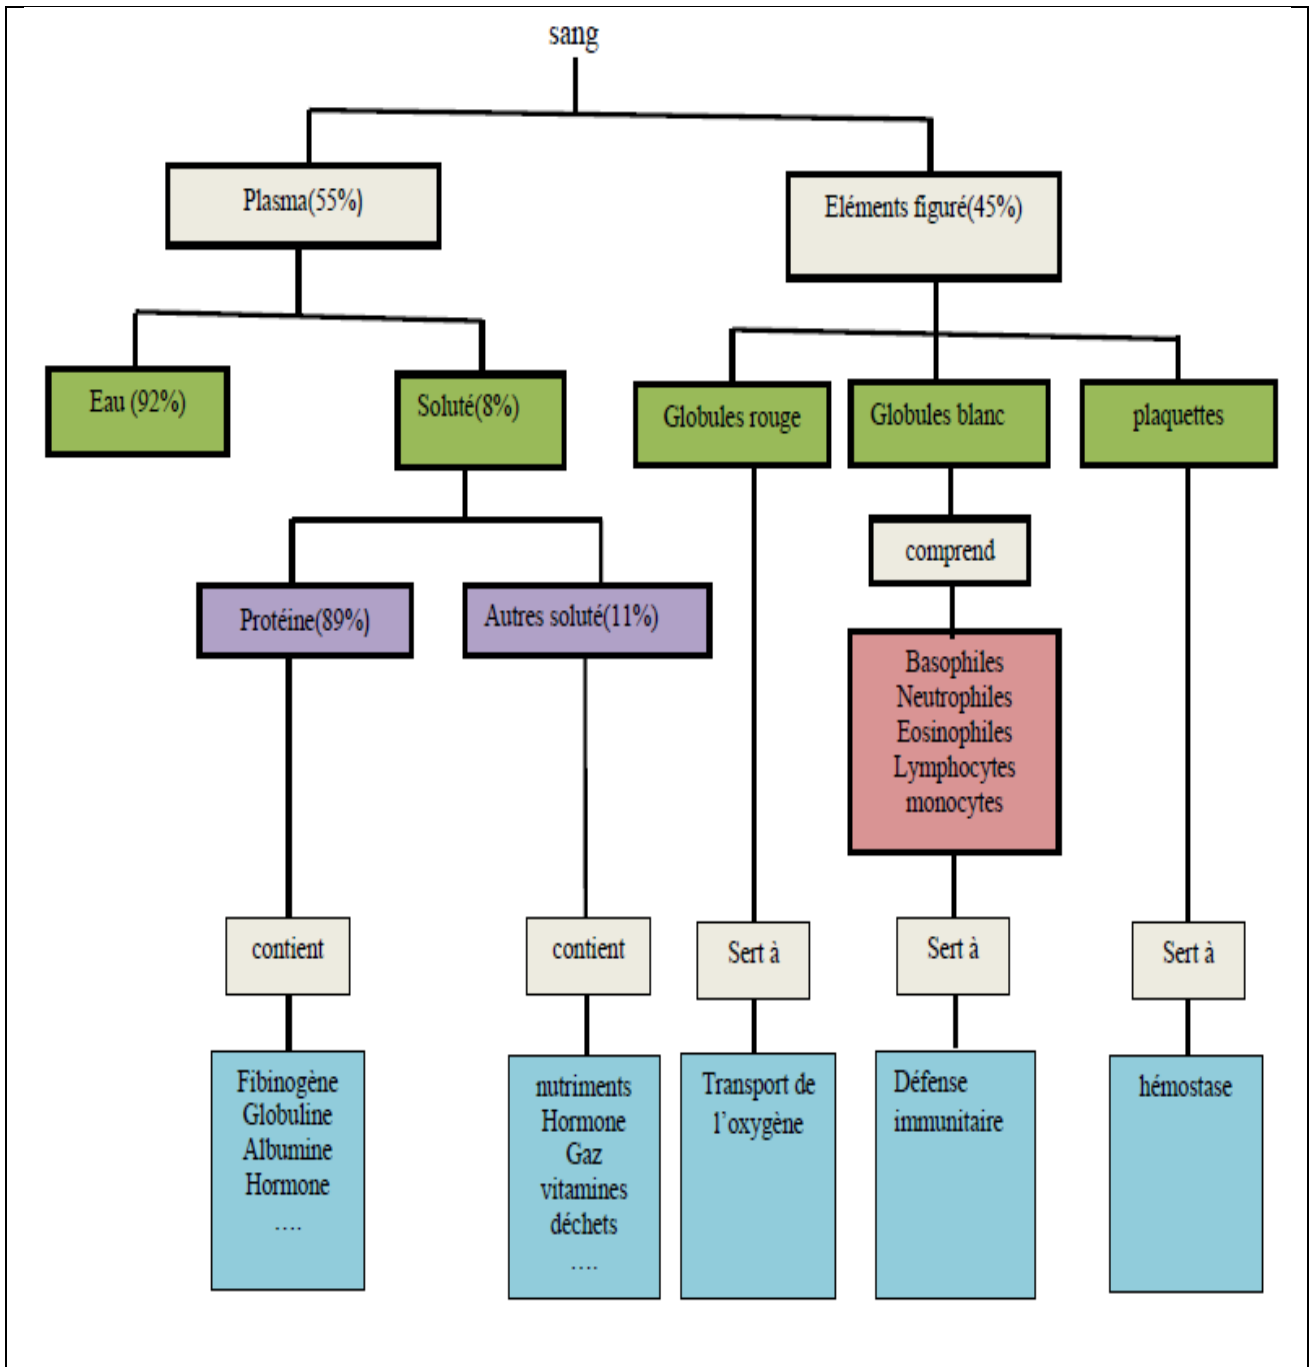 sang
Plasma(55%)
Eléments figuré(45%)
Eau (92%)
Soluté(8%)
Globules rouge
Globules blanc
plaquettes
comprend
Protéine(89%)
Autres soluté(11%)
Basophiles
Neutrophiles
Eosinophiles
Lymphocytes
monocytes
contient
contient
Sert à
Sert à
Sert à
Fibinogène
Globuline
Albumine
Hormone
....
nutriments
Hormone
Gaz
vitamines
déchets
....
Transport de
l'oxygène
Défense
immunitaire
hémostase